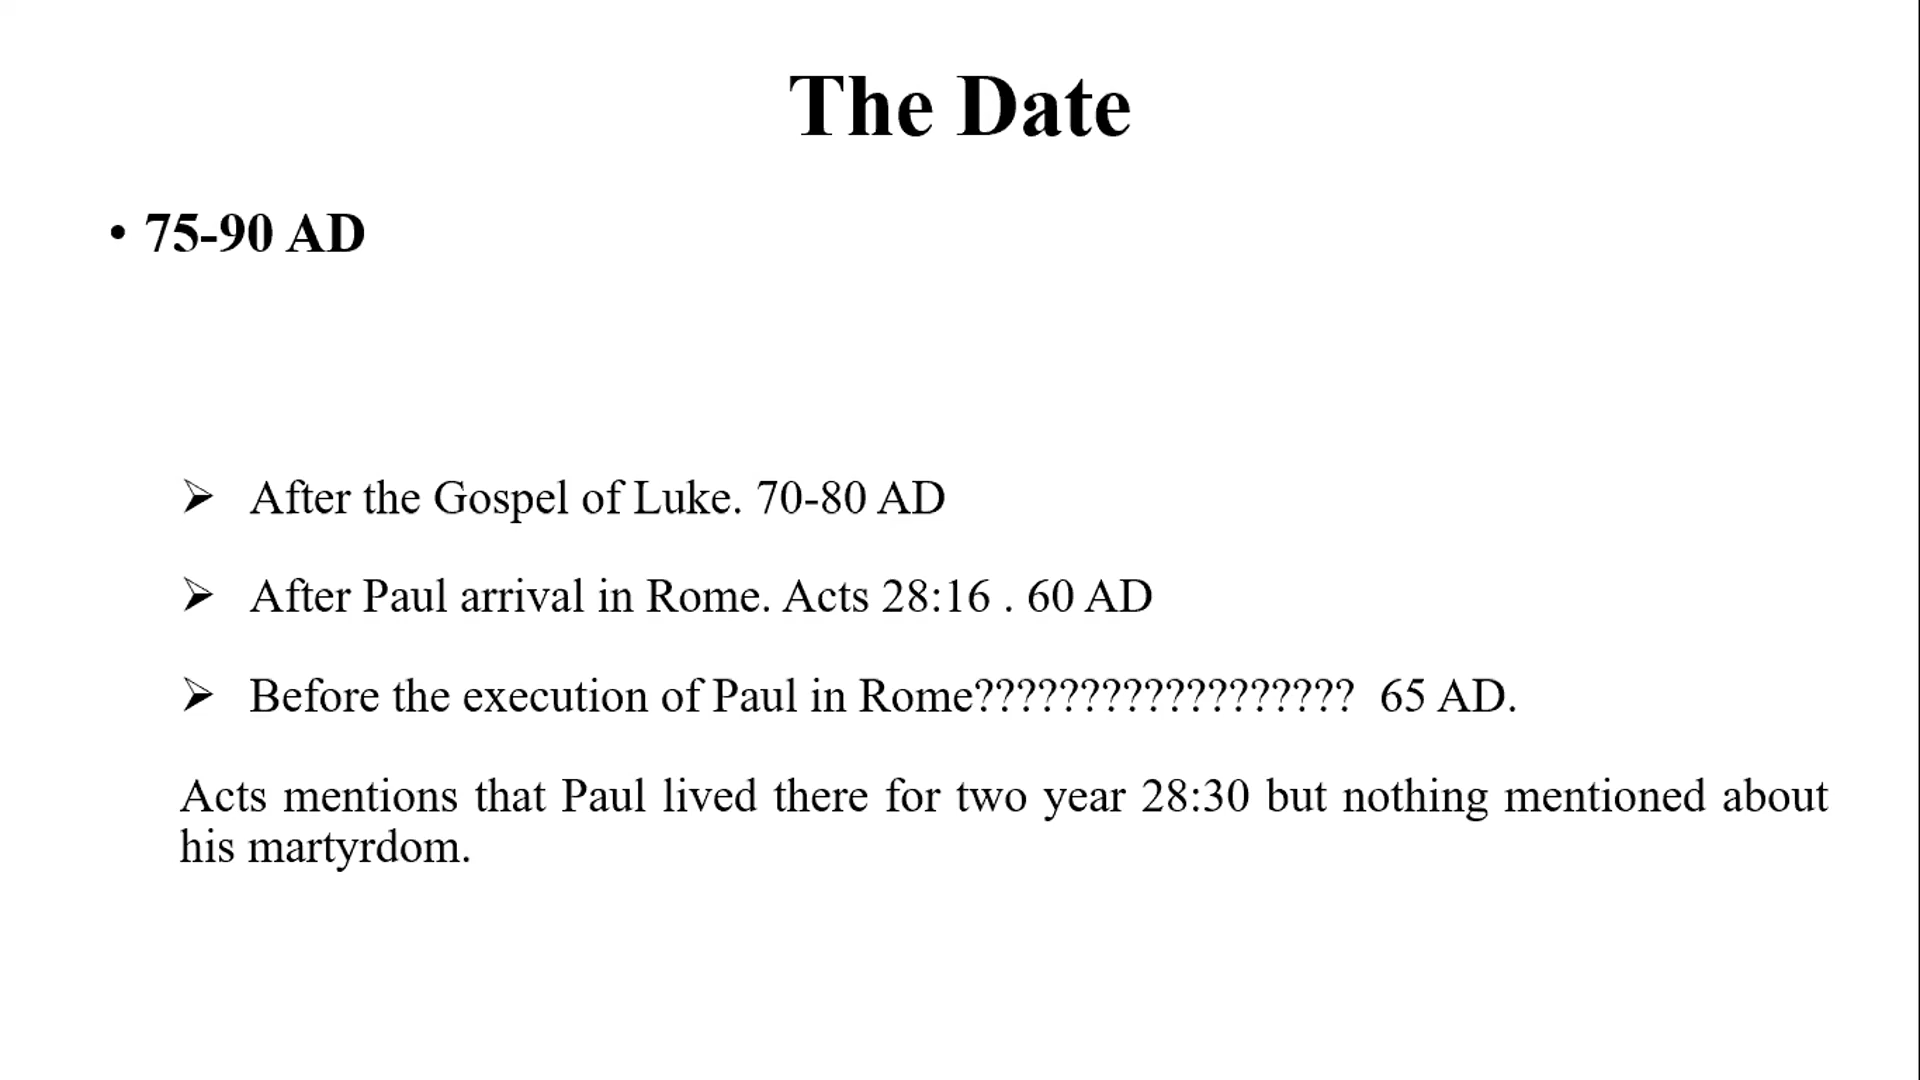 The Date
• 75-90 AD
➢ After the Gospel of Luke. 70-80 AD
➢ After Paul arrival in Rome. Acts 28:16 . 60 AD
➢ Before the execution of Paul in Rome?????????????????? 65 AD.
Acts mentions that Paul lived there for two year 28:30 but nothing mentioned about
his martyrdom.